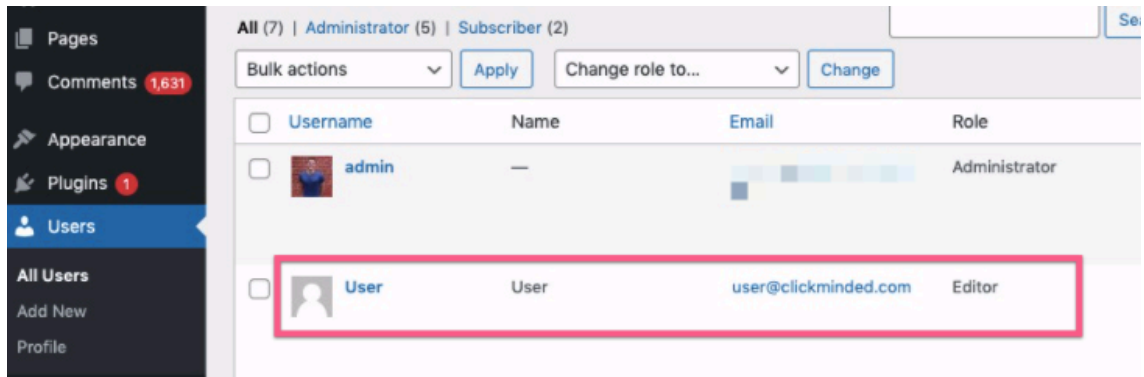 Pages
Comments 1,631
Appearance
Plugins 1
Users
All Users
Add New
Profile
All (7) | Administrator (5) | Subscriber (2)
Bulk actions Apply Change role to... Change
Username Name Email Role
admin — Administrator
User User user@clickminded.com Editor